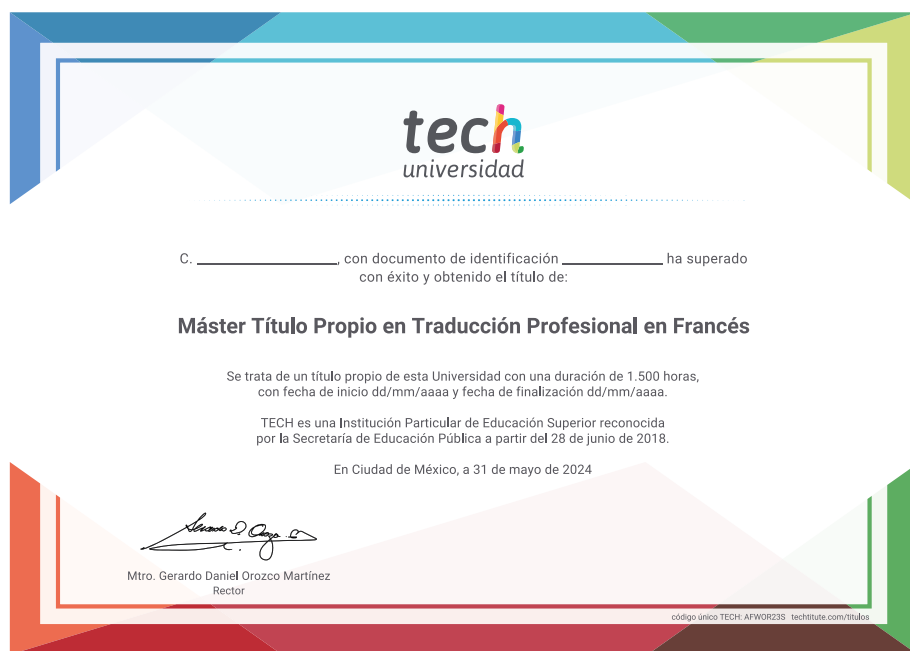 tech
universidad
C. ____________, con documento de identificación ____________ ha superado
con éxito y obtenido el título de:
Máster Título Propio en Traducción Profesional en Francés
Se trata de un título propio de esta Universidad con una duración de 1.500 horas,
con fecha de inicio dd/mm/aaaa y fecha de finalización dd/mm/aaaa.
TECH es una Institución Particular de Educación Superior reconocida
por la Secretaría de Educación Pública a partir del 28 de junio de 2018.
En Ciudad de México, a 31 de mayo de 2024
Mtro. Gerardo Daniel Orozco Martínez
Rector
código único TECH: AFWOR23S techtitute.com/titulos